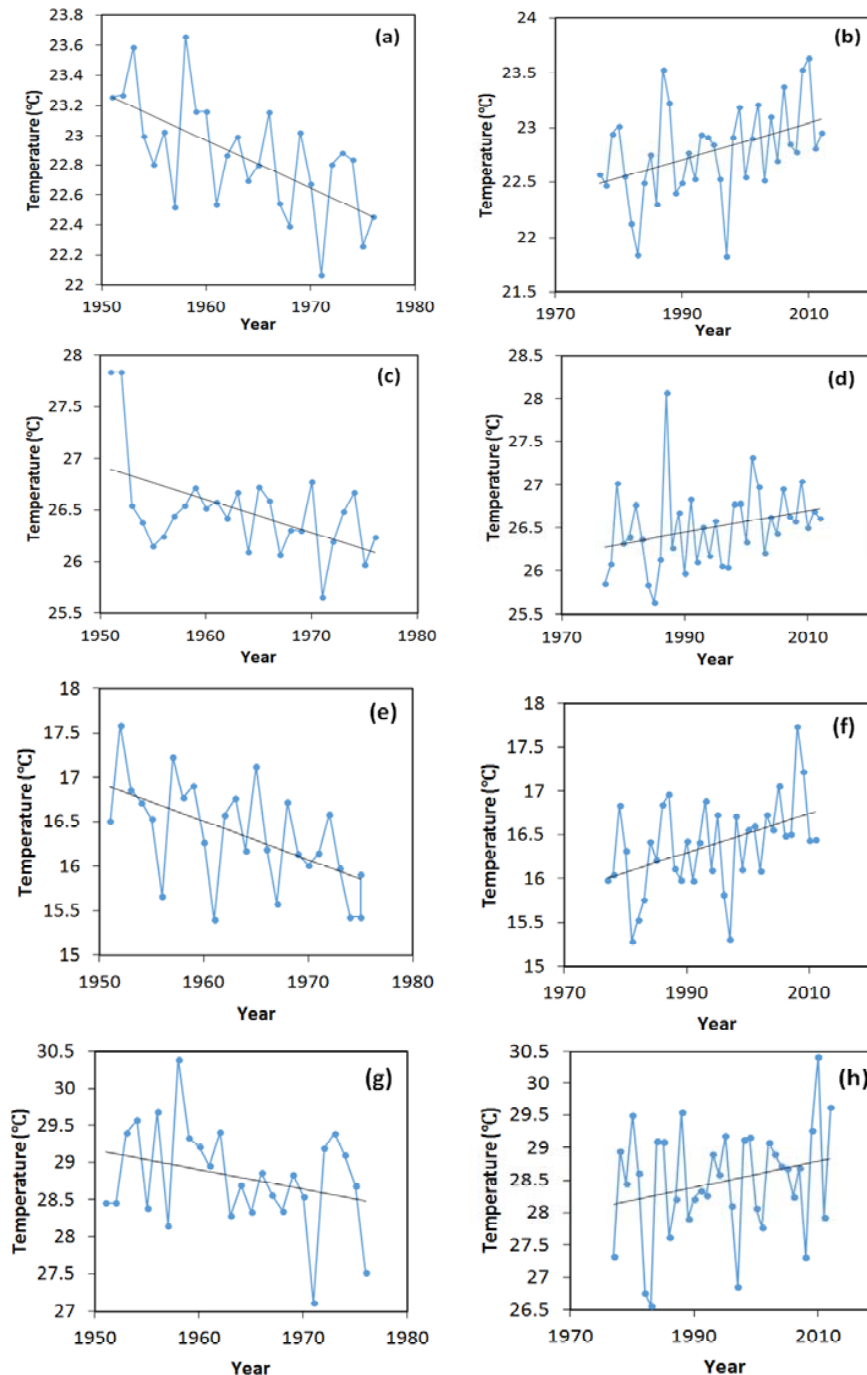 (a)
Temperature (°C)
23.8
23.6
23.4
23.2
23
22.8
22.6
22.4
22.2
22
1950 1960 1970 1980
Year
(b)
Temperature (°C)
24
23.5
23
22.5
22
21.5
1970 1990 2010
Year
(c)
Temperature (°C)
28
27.5
27
26.5
26
25.5
1950 1960 1970 1980
Year
(d)
Temperature (°C)
28.5
28
27.5
27
26.5
26
25.5
1970 1990 2010
Year
(e)
Temperature (°C)
18
17.5
17
16.5
16
15.5
15
1950 1960 1970 1980
Year
(f)
Temperature (°C)
18
17.5
17
16.5
16
15.5
15
1970 1990 2010
Year
(g)
Temperature (°C)
30.5
30
29.5
29
28.5
28
27.5
27
1950 1960 1970 1980
Year
(h)
Temperature (°C)
30.5
30
29.5
29
28.5
28
27.5
27
26.5
1970 1990 2010
Year